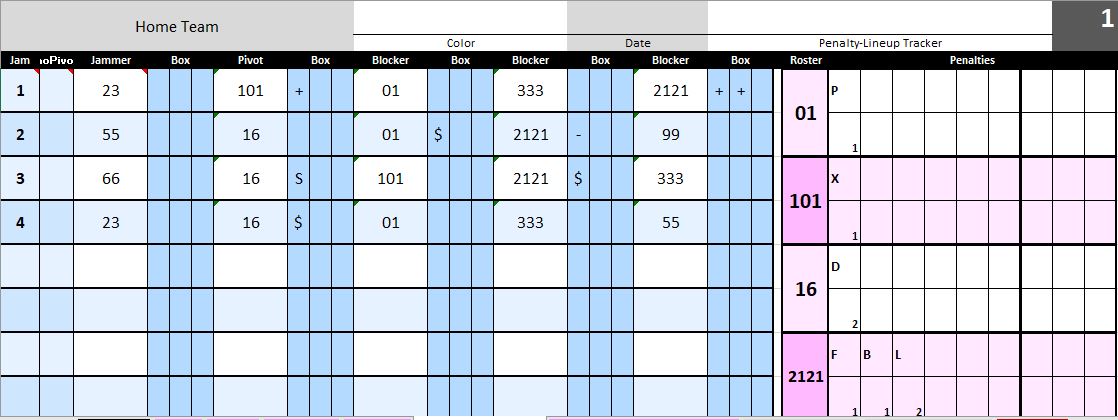 Home Team
1
Color Date Penalty-Lineup Tracker
Jam noPivo Jammer Box Pivot Box Blocker Box Blocker Box Blocker Box Roster Penalties
1 23 101 + 01 333 2121 + + 01 P
1
2 55 16 01 $ 2121 - 99
3 66 16 S 101 2121 $ 333 101 X
1
4 23 16 $ 01 333 55
16 D
2
2121 F B L
1 1 2